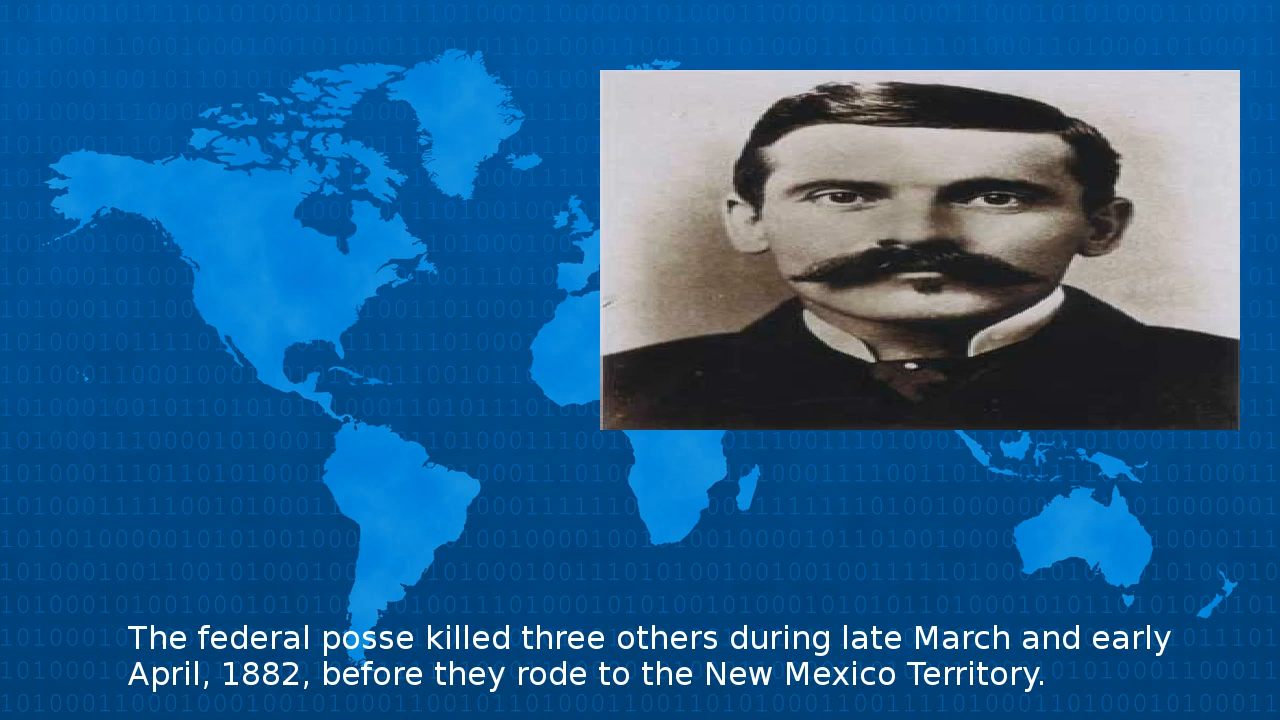 The federal posse killed three others during late March and early
April, 1882, before they rode to the New Mexico Territory.